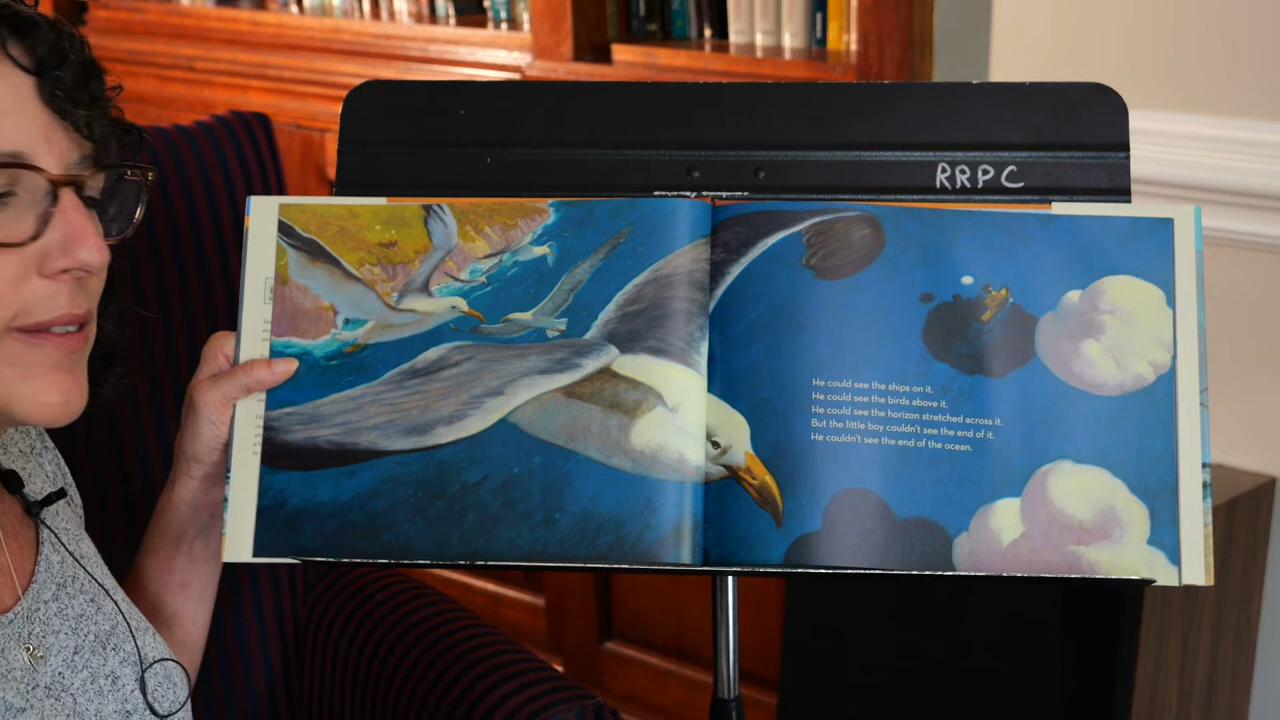 RRPC
He could see the ships on it.
He could see the birds above it.
He could see the horizon stretched across it.
But the little boy couldn't see the end of it.
He couldn't see the end of the ocean.